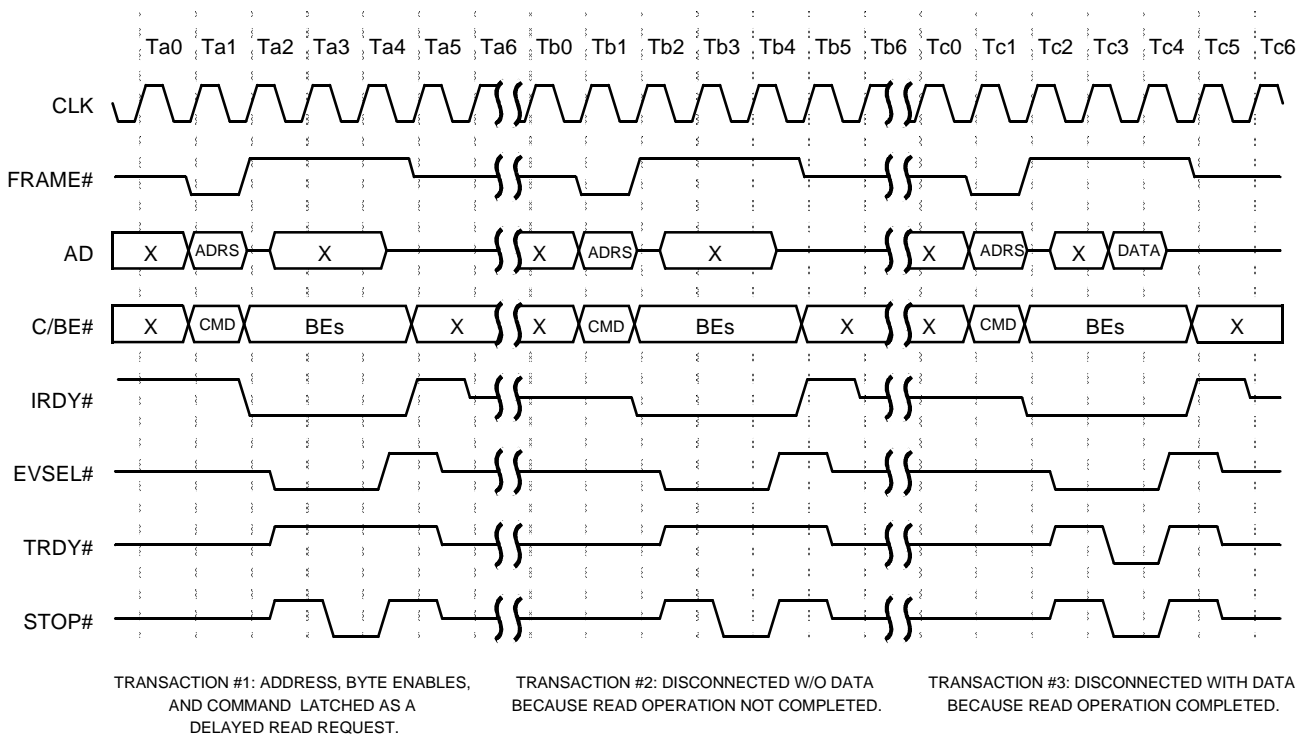 Ta0 Ta1 Ta2 Ta3 Ta4 Ta5 Ta6 Tb0 Tb1 Tb2 Tb3 Tb4 Tb5 Tb6 Tc0 Tc1 Tc2 Tc3 Tc4 Tc5 Tc6
CLK
FRAME#
AD X ADRS X X ADRS X X ADRS X DATA
C/BE# X CMD BEs X X CMD BEs X X CMD BEs X
IRDY#
EVSEL#
TRDY#
STOP#
TRANSACTION #1: ADDRESS, BYTE ENABLES,
AND COMMAND LATCHED AS A
DELAYED READ REQUEST.
TRANSACTION #2: DISCONNECTED W/O DATA
BECAUSE READ OPERATION NOT COMPLETED.
TRANSACTION #3: DISCONNECTED WITH DATA
BECAUSE READ OPERATION COMPLETED.